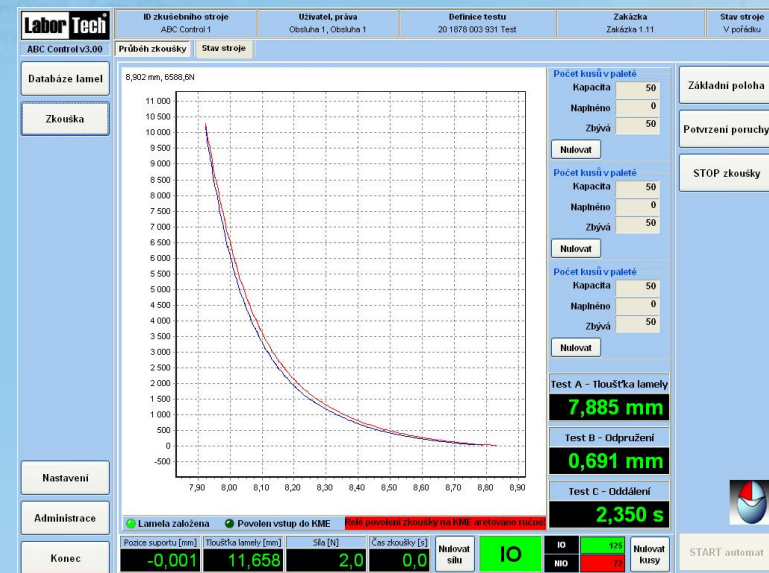 Labor Tech
ABC Control v3.00
ID zkušebního stroje
ABC Control 1
Uživatel, práva
Obsluha 1, Obsluha 1
Definice testu
20 1878 003 931 Test
Zakázka
Zakázka 1.11
Stav stroje
V pořádku
Průběh zkoušky
Stav stroje
Databáze lamel
Zkouška
Nastavení
Administrace
Konec
8,902 mm, 6588,6N
11 000
10 500
10 000
9 500
9 000
8 500
8 000
7 500
7 000
6 500
6 000
5 500
5 000
4 500
4 000
3 500
3 000
2 500
2 000
1 500
1 000
500
0
-500
7,90 8,00 8,10 8,20 8,30 8,40 8,50 8,60 8,70 8,80 8,90
Lamela založena
Povolen vstup do KME
Relé povolení zkoušky na KME aretováno ručně!
Počet kusů v paletě
Kapacita 50
Naplněno 0
Zbývá 50
Nulovat
Počet kusů v paletě
Kapacita 50
Naplněno 0
Zbývá 50
Nulovat
Počet kusů v paletě
Kapacita 50
Naplněno 0
Zbývá 50
Nulovat
Test A - Tloušťka lamely
7,885 mm
Test B - Odpružení
0,691 mm
Test C - Oddálení
2,350 s
Základní poloha
Potvrzení poruchy
STOP zkoušky
START automat
Pozice suportu [mm]
-0,001
Tloušťka lamely [mm]
11,658
Síla [N]
2,0
Čas zkoušky [s]
0,0
Nulovat
sílu
IO
IO 125
NIO 77
Nulovat
kusy